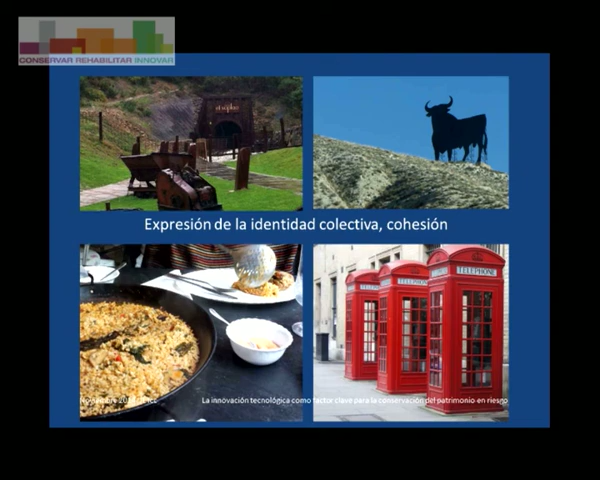 CONSERVAR REHABILITAR INNOVAR
Expresión de la identidad colectiva, cohesión
TELEPHONE
TELEPHONE
TELEPHONE
La innovación tecnológica como factor clave para la conservación del patrimonio en riesgo